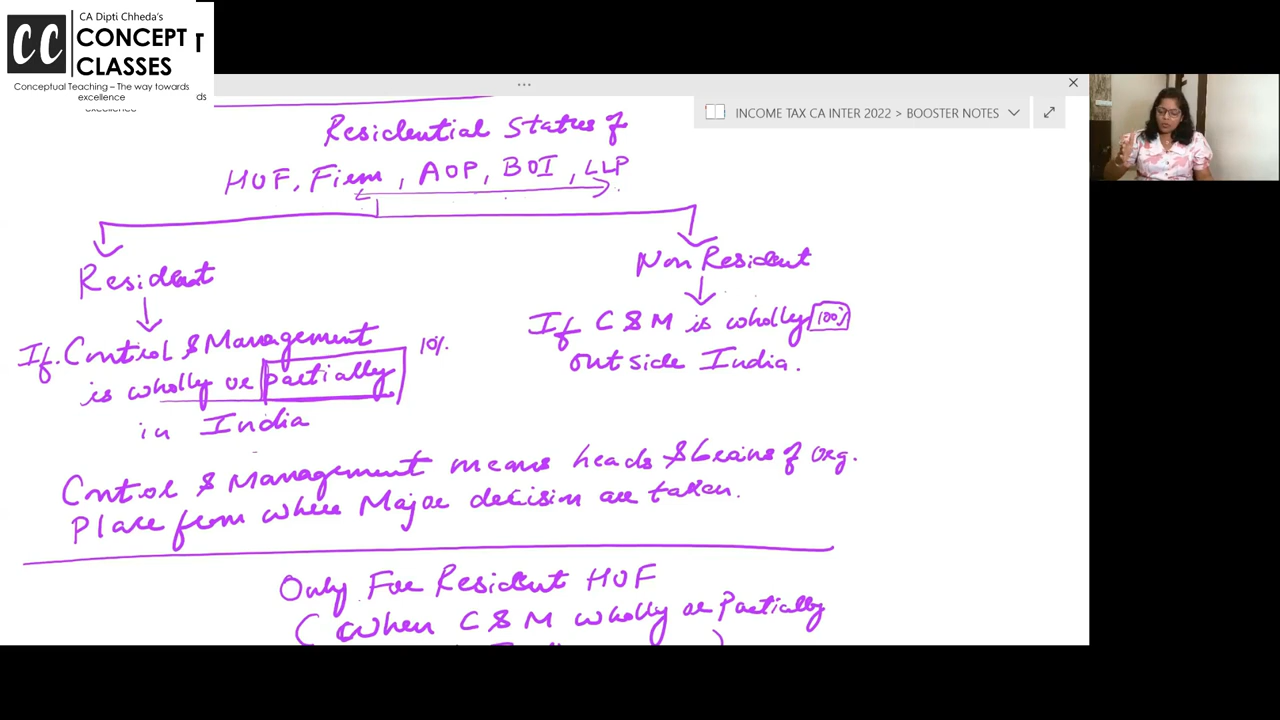 CA Dipti Chheda's
CC CONCEPT T
CLASSES
Conceptual Teaching – The way towards
excellence ds
excellence
...
INCOME TAX CA INTER 2022 > BOOSTER NOTES
Residential Status of
HUF, Firm, AOP, BOI, LLP
Resident
If Control & Management
is wholly or partially 10%.
in India
Non Resident
If C & M is wholly 100%
outside India.
Control & Management means heads & brains of org.
Place from where Major decision are taken.
Only For Resident HUF
( When C & M wholly or Partially